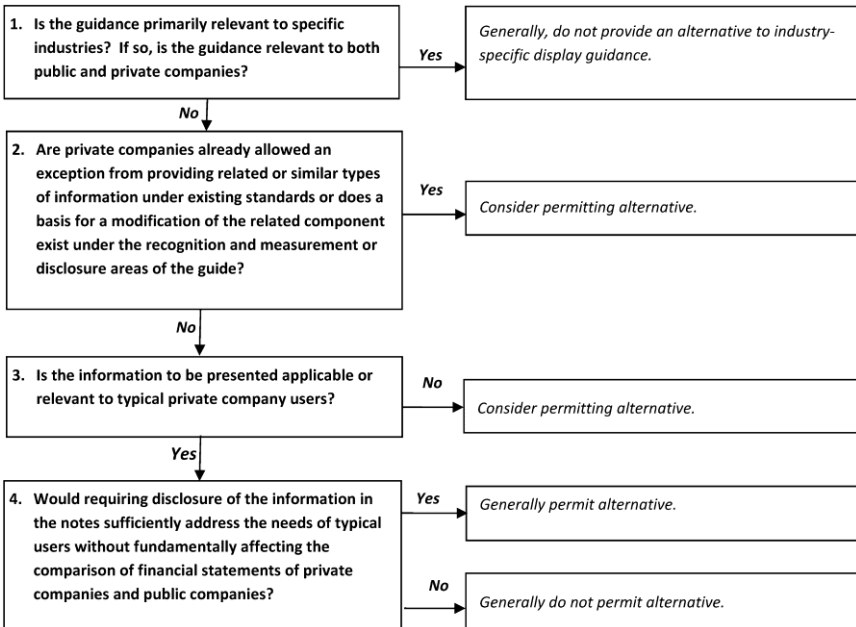 1. Is the guidance primarily relevant to specific
industries? If so, is the guidance relevant to both
public and private companies?
Yes
Generally, do not provide an alternative to industry-
specific display guidance.
No
2. Are private companies already allowed an
exception from providing related or similar types
of information under existing standards or does a
basis for a modification of the related component
exist under the recognition and measurement or
disclosure areas of the guide?
Yes
Consider permitting alternative.
No
3. Is the information to be presented applicable or
relevant to typical private company users?
No
Consider permitting alternative.
Yes
4. Would requiring disclosure of the information in
the notes sufficiently address the needs of typical
users without fundamentally affecting the
comparison of financial statements of private
companies and public companies?
Yes
Generally permit alternative.
No
Generally do not permit alternative.